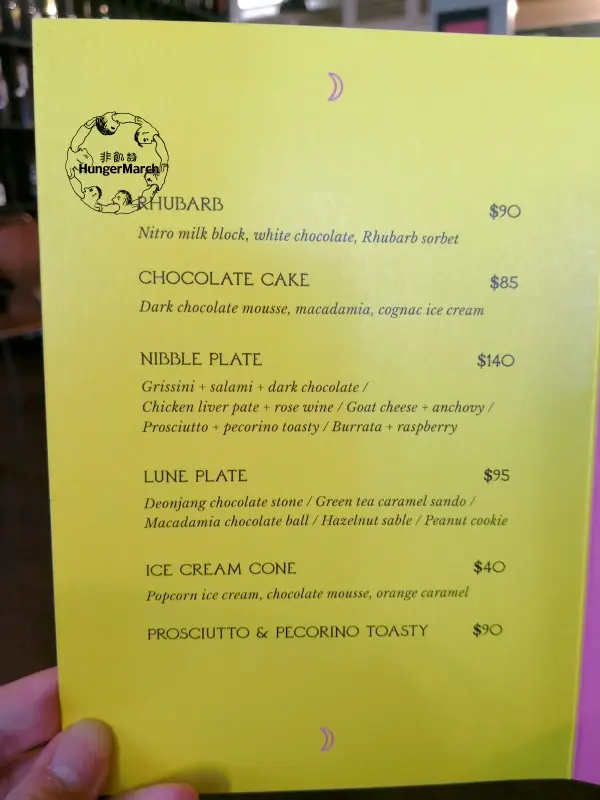 非飢詩
HungerMarch
RHUBARB $90
Nitro milk block, white chocolate, Rhubarb sorbet
CHOCOLATE CAKE $85
Dark chocolate mousse, macadamia, cognac ice cream
NIBBLE PLATE $140
Grissini + salami + dark chocolate /
Chicken liver pate + rose wine / Goat cheese + anchovy /
Prosciutto + pecorino toasty / Burrata + raspberry
LUNE PLATE $95
Deonjang chocolate stone / Green tea caramel sando /
Macadamia chocolate ball / Hazelnut sable / Peanut cookie
ICE CREAM CONE $40
Popcorn ice cream, chocolate mousse, orange caramel
PROSCIUTTO & PECORINO TOASTY $90